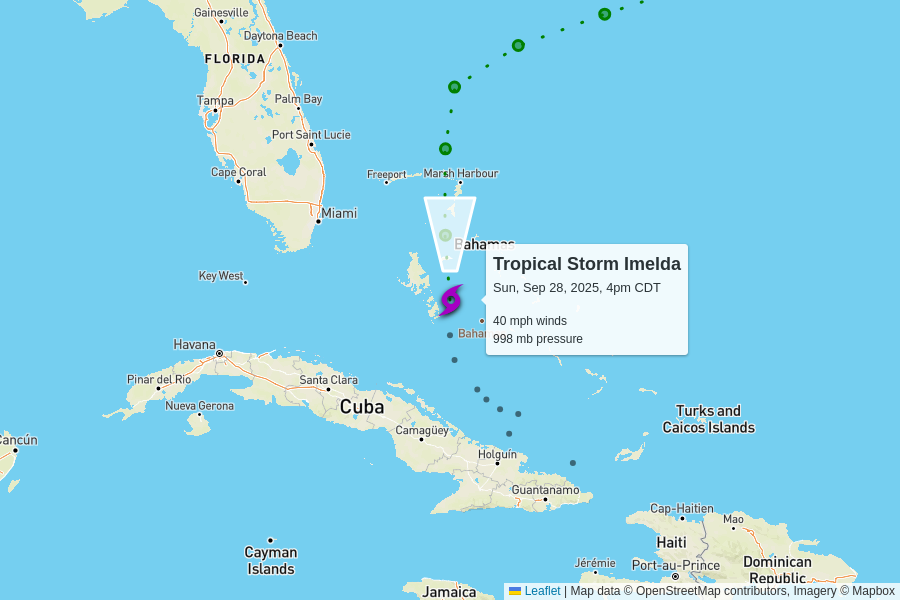 Gainesville
Daytona Beach
FLORIDA
Tampa
Palm Bay
Port Saint Lucie
Cape Coral
Freeport
Marsh Harbour
Miami
Bahamas
Key West
Tropical Storm Imelda
Sun, Sep 28, 2025, 4pm CDT
40 mph winds
998 mb pressure
Havana
Pinar del Rio
Santa Clara
Nueva Gerona
Cuba
Camagüey
Turks and
Caicos Islands
Cancún
Holguín
Guantanamo
Cap-Haitien
Mao
Haiti
Cayman
Islands
Jérémie
Port-au-Prince
Dominican
Republic
Jamaica
Leaflet | Map data © OpenStreetMap contributors, Imagery © Mapbox